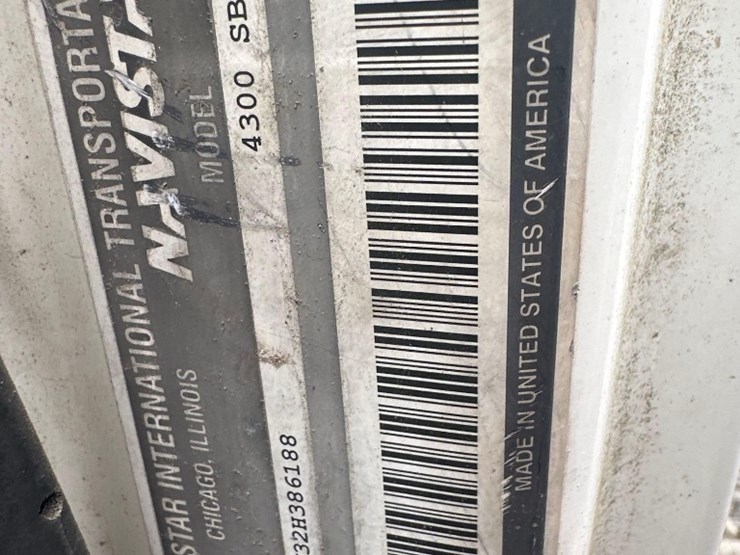 STAR INTERNATIONAL TRANSPORTA
NAVISTA
CHICAGO, ILLINOIS
MODEL
4300 SB
32H386188
MADE IN UNITED STATES OF AMERICA